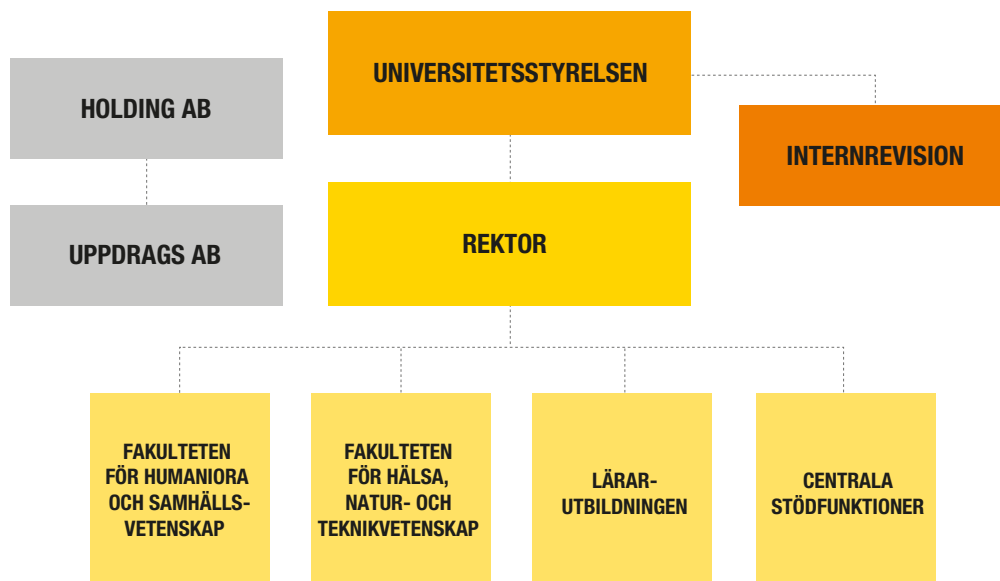 UNIVERSITETSSTYRELSEN
HOLDING AB
INTERNREVISION
UPPDRAGS AB
REKTOR
FAKULTETEN
FÖR HUMANIORA
OCH SAMHÄLLS-
VETENSKAP
FAKULTETEN
FÖR HÄLSA,
NATUR- OCH
TEKNIKVETENSKAP
LÄRAR-
UTBILDNINGEN
CENTRALA
STÖDFUNKTIONER